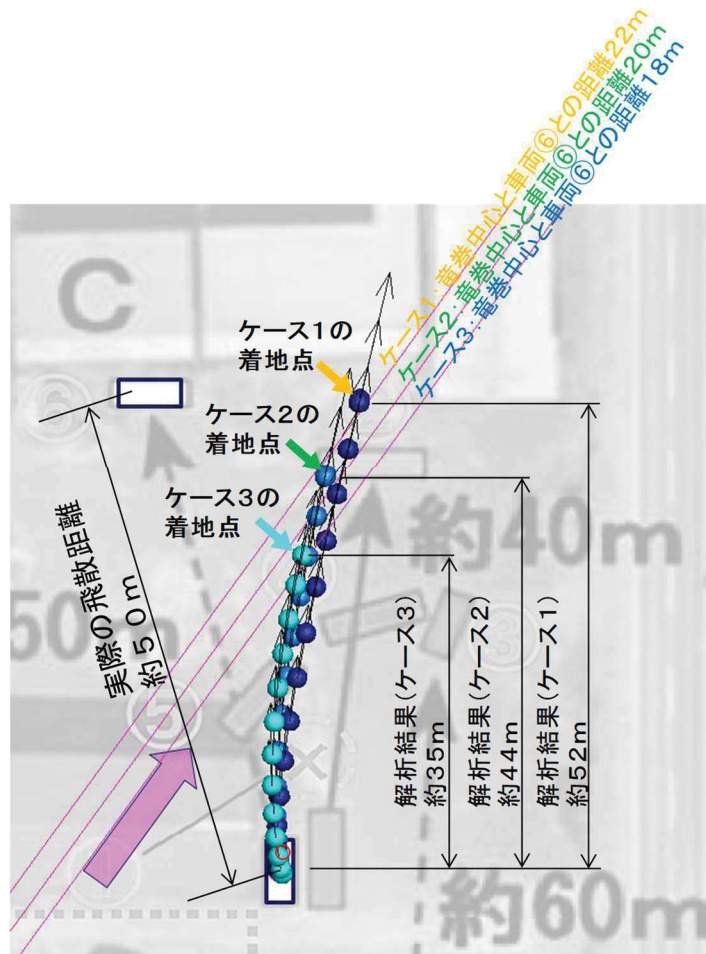 ケース1:竜巻中心と車両⑥との距離22m
ケース2:竜巻中心と車両⑥との距離20m
ケース3:竜巻中心と車両⑥との距離18m
C
ケース1の
着地点
⑥
ケース2の
着地点
ケース3の
着地点
約40m
50m
実際の飛散距離
約50m
③
⑤
解析結果(ケース3)
約35m
解析結果(ケース2)
約44m
解析結果(ケース1)
約52m
①
約60m